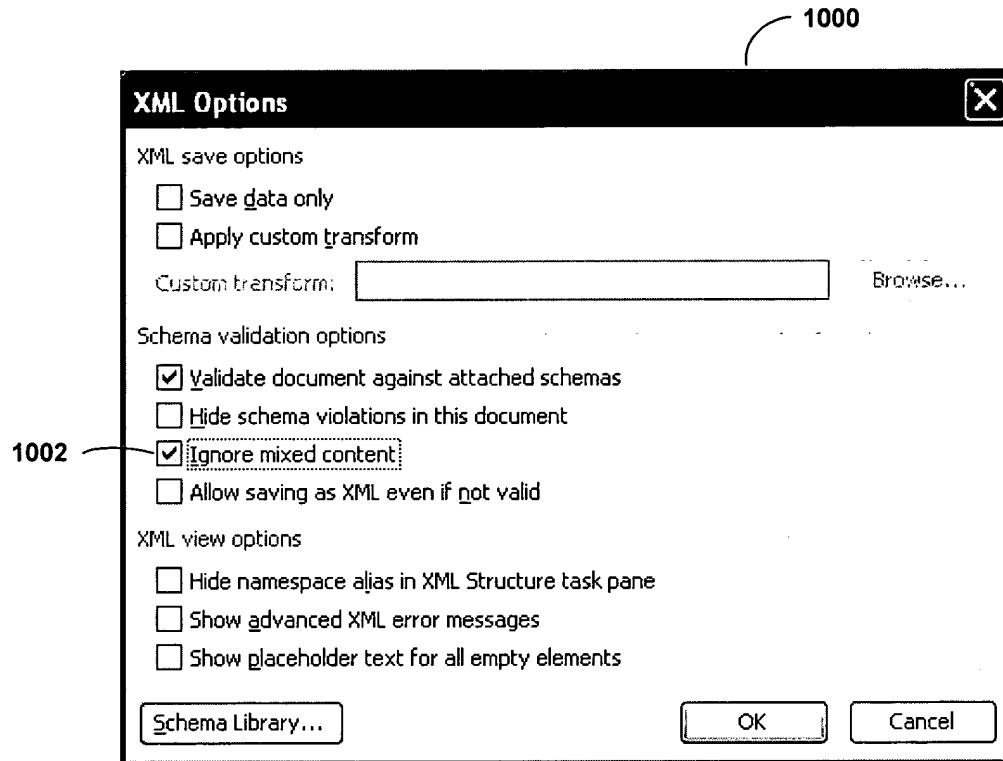 1000
XML Options
XML save options
Save data only
Apply custom transform
Custom transform:
Browse...
Schema validation options
Validate document against attached schemas
Hide schema violations in this document
1002
Ignore mixed content
Allow saving as XML even if not valid
XML view options
Hide namespace alias in XML Structure task pane
Show advanced XML error messages
Show placeholder text for all empty elements
Schema Library...
OK
Cancel